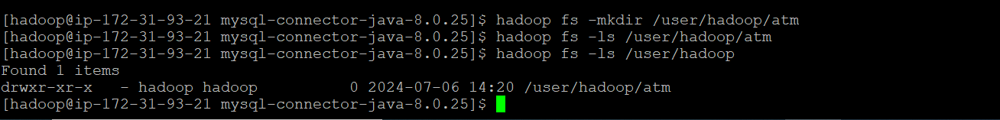 [hadoop@ip-172-31-93-21 mysql-connector-java-8.0.25]$ hadoop fs -mkdir /user/hadoop/atm
[hadoop@ip-172-31-93-21 mysql-connector-java-8.0.25]$ hadoop fs -ls /user/hadoop/atm
[hadoop@ip-172-31-93-21 mysql-connector-java-8.0.25]$ hadoop fs -ls /user/hadoop
Found 1 items
drwxr-xr-x   - hadoop hadoop          0 2024-07-06 14:20 /user/hadoop/atm
[hadoop@ip-172-31-93-21 mysql-connector-java-8.0.25]$